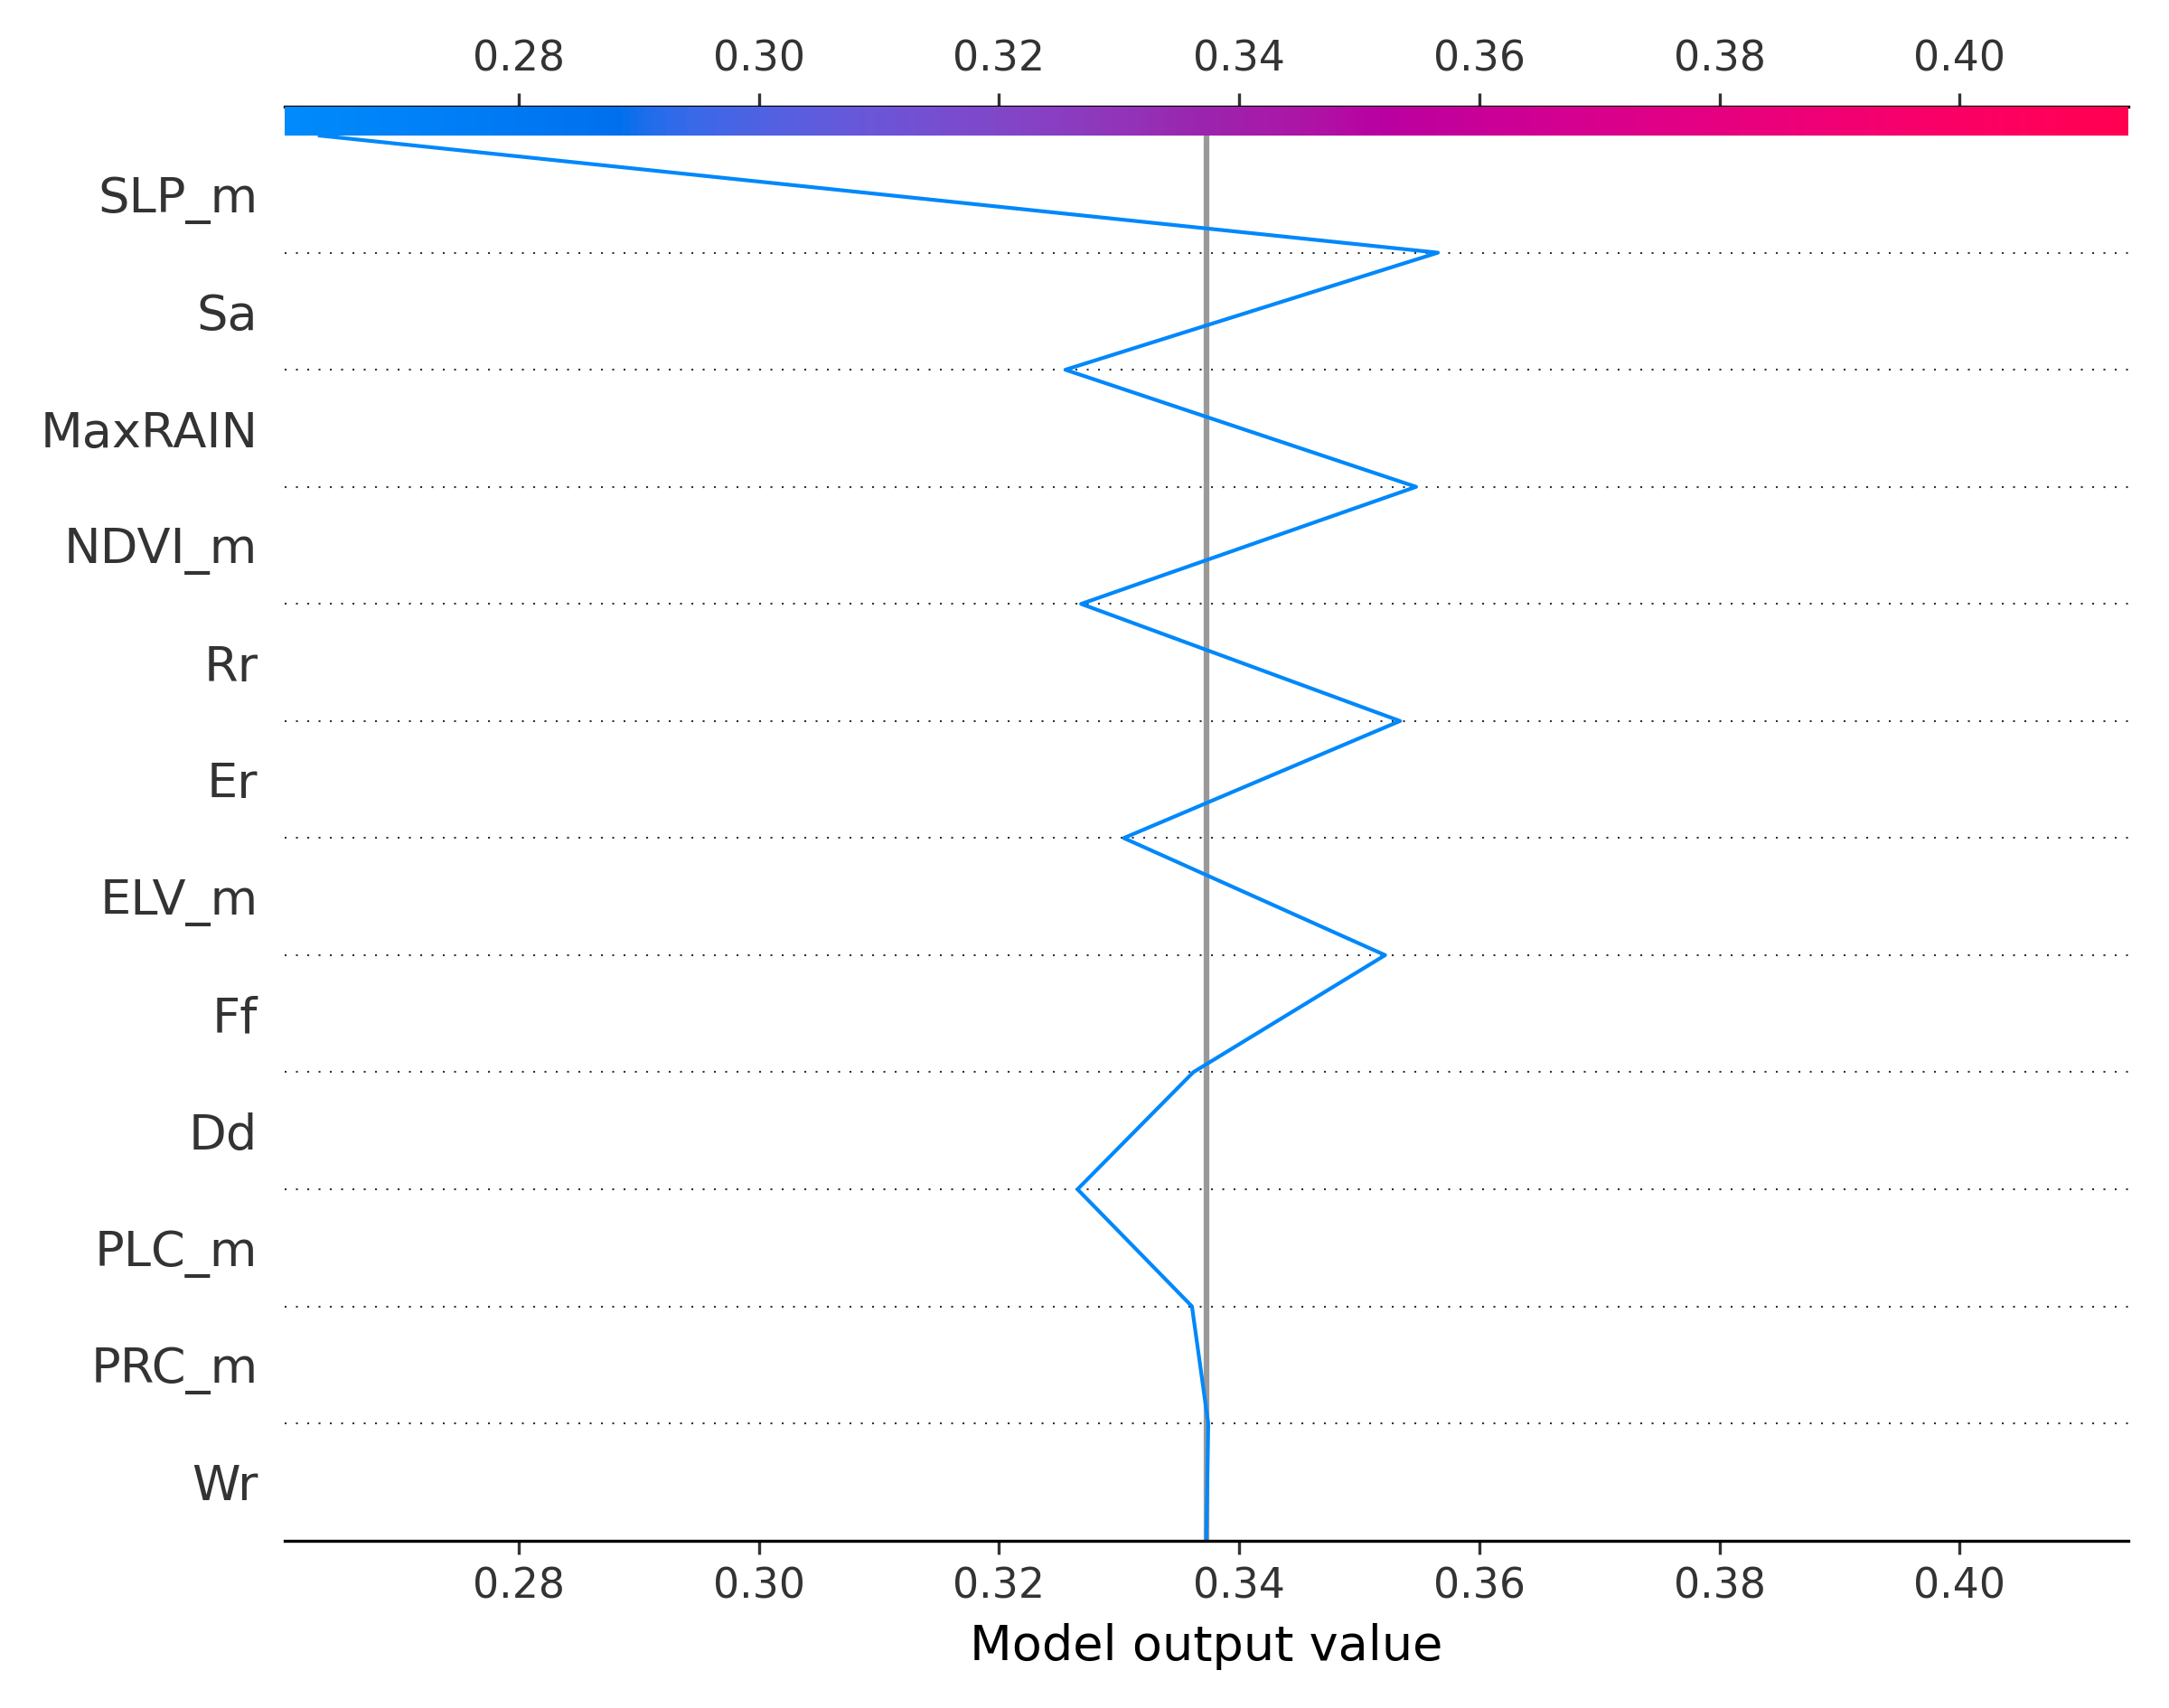 0.28 0.30 0.32 0.34 0.36 0.38 0.40
SLP_m
Sa
MaxRAIN
NDVI_m
Rr
Er
ELV_m
Ff
Dd
PLC_m
PRC_m
Wr
0.28 0.30 0.32 0.34 0.36 0.38 0.40
Model output value